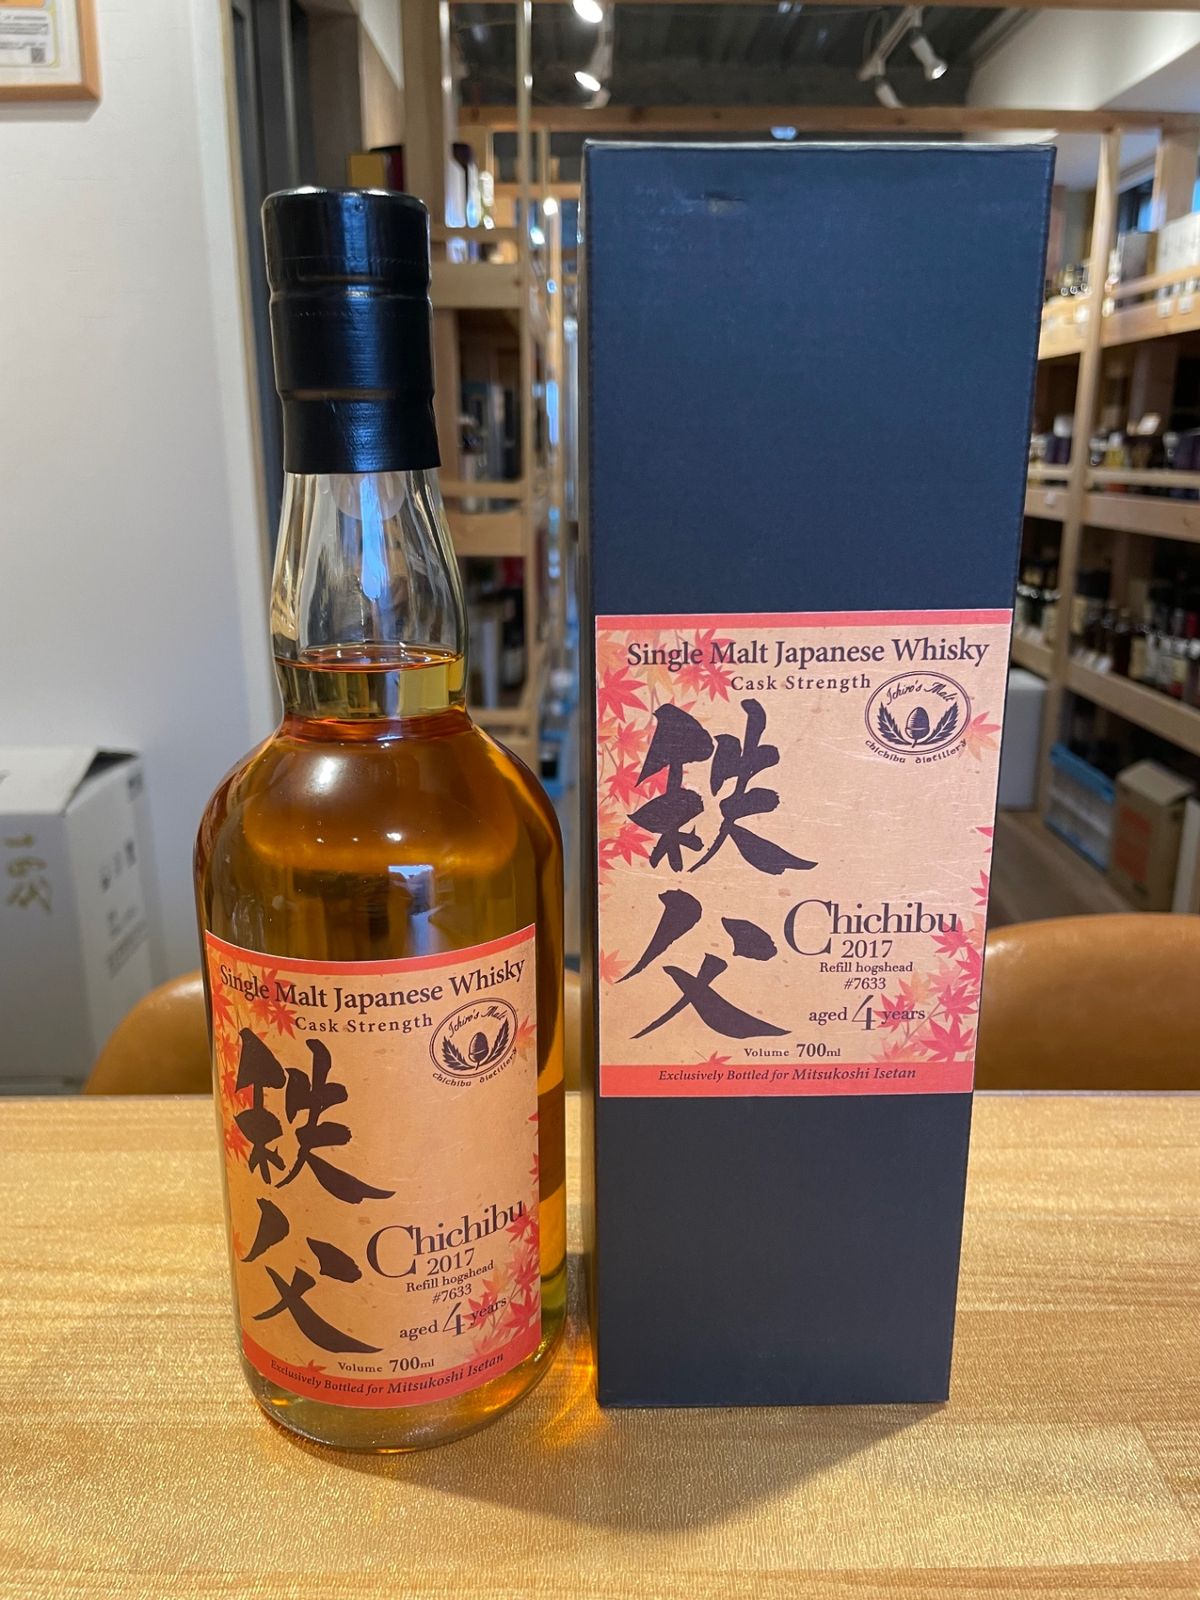 Single Malt Japanese Whisky
Cask Strength
Ichiro's Malt
chichibu distillery
秩父
Chichibu
2017
Refill hogshead
#7633
aged 4 years
Volume 700ml
Exclusively Bottled for Mitsukoshi Isetan
Single Malt Japanese Whisky
Cask Strength
Ichiro's Malt
chichibu distillery
秩父
Chichibu
2017
Refill hogshead
#7633
aged 4 years
Volume 700ml
Exclusively Bottled for Mitsukoshi Isetan